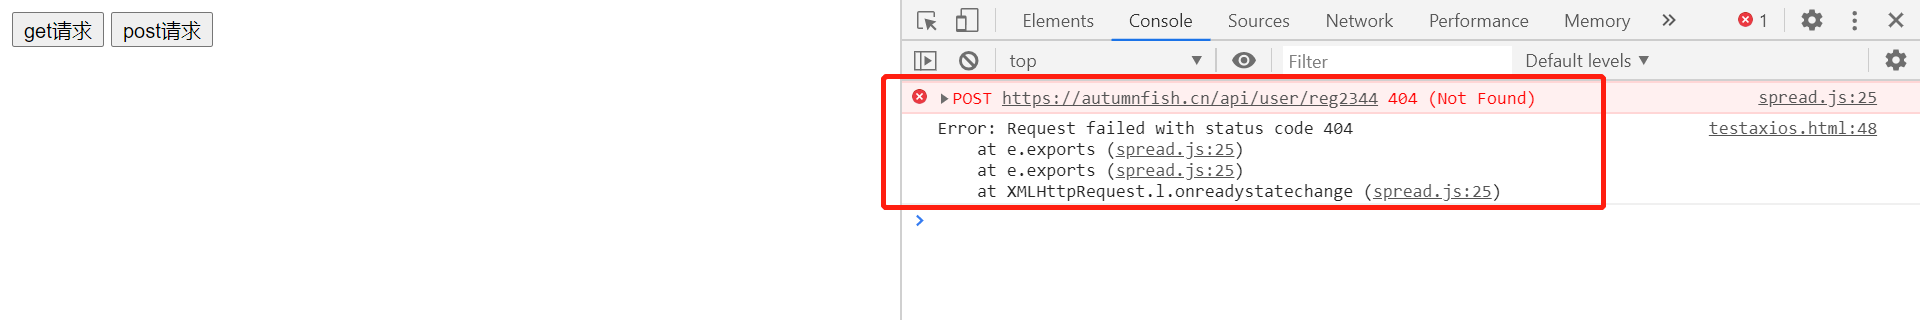 get请求 post请求
Elements Console Sources Network Performance Memory » 1
top Filter Default levels
POST https://autumnfish.cn/api/user/reg2344 404 (Not Found) spread.js:25
Error: Request failed with status code 404 testaxios.html:48
at e.exports (spread.js:25)
at e.exports (spread.js:25)
at XMLHttpRequest.l.onreadystatechange (spread.js:25)